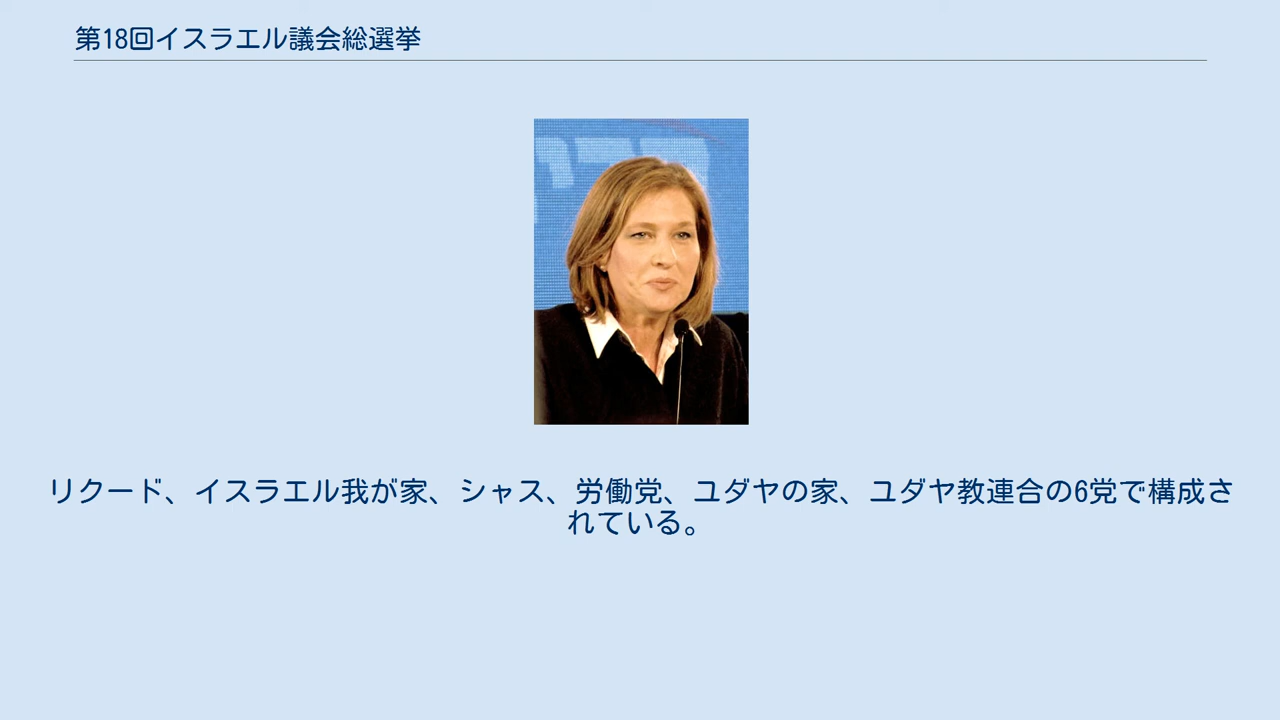 第18回イスラエル議会総選挙
リクード、イスラエル我が家、シャス、労働党、ユダヤの家、ユダヤ教連合の6党で構成さ
れている。